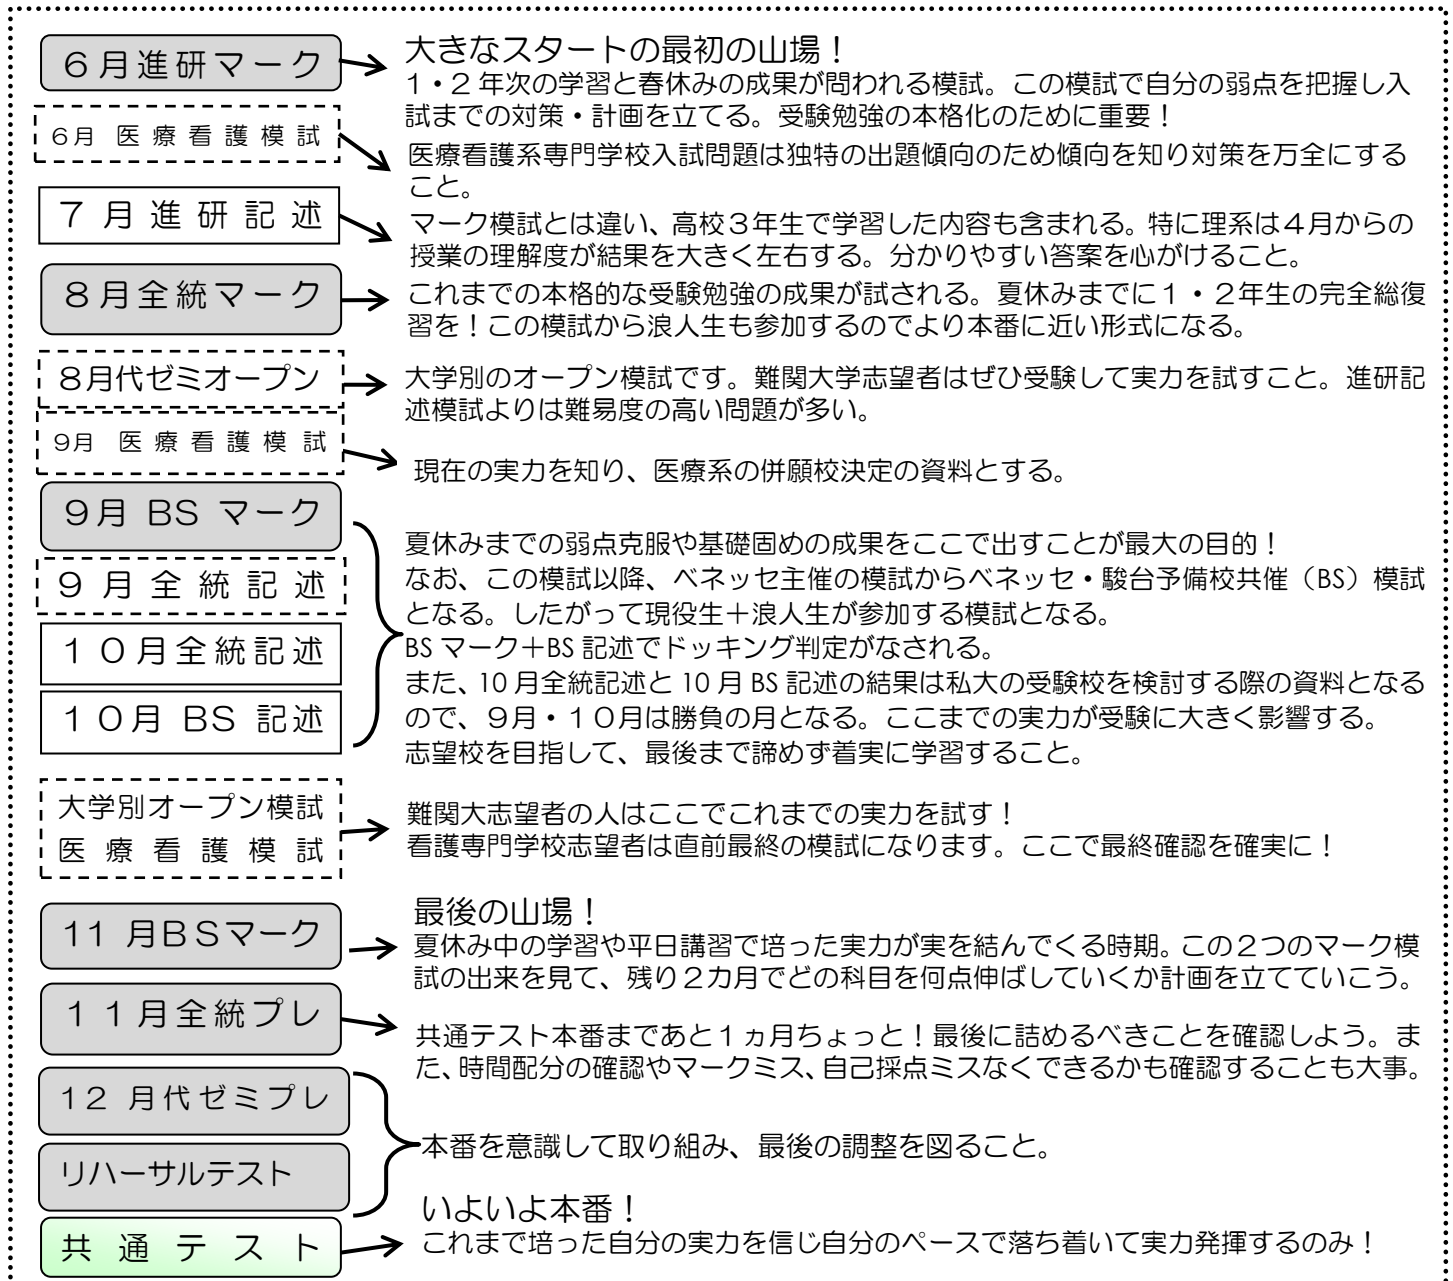 ６月進研マーク
大きなスタートの最初の山場！
１・２年次の学習と春休みの成果が問われる模試。この模試で自分の弱点を把握し入
試までの対策・計画を立てる。受験勉強の本格化のために重要！
6月 医療看護模試
医療看護系専門学校入試問題は独特の出題傾向のため傾向を知り対策を万全にする
こと。
７月進研記述
マーク模試とは違い、高校３年生で学習した内容も含まれる。特に理系は４月からの
授業の理解度が結果を大きく左右する。分かりやすい答案を心がけること。
８月全統マーク
これまでの本格的な受験勉強の成果が試される。夏休みまでに１・２年生の完全総復
習を！この模試から浪人生も参加するのでより本番に近い形式になる。
８月代ゼミオープン
大学別のオープン模試です。難関大学志望者はぜひ受験して実力を試すこと。進研記
述模試よりは難易度の高い問題が多い。
9月 医療看護模試
現在の実力を知り、医療系の併願校決定の資料とする。
９月 BS マーク
９月全統記述
１０月全統記述
１０月 BS 記述
夏休みまでの弱点克服や基礎固めの成果をここで出すことが最大の目的！
なお、この模試以降、ベネッセ主催の模試からベネッセ・駿台予備校共催（BS）模試
となる。したがって現役生＋浪人生が参加する模試となる。
BS マーク＋BS 記述でドッキング判定がなされる。
また、10 月全統記述と 10 月 BS 記述の結果は私大の受験校を検討する際の資料となる
ので、９月・１０月は勝負の月となる。ここまでの実力が受験に大きく影響する。
志望校を目指して、最後まで諦めず着実に学習すること。
大学別オープン模試
医療看護模試
難関大志望者の人はここでこれまでの実力を試す！
看護専門学校志望者は直前最終の模試になります。ここで最終確認を確実に！
11 月ＢＳマーク
最後の山場！
夏休み中の学習や平日講習で培った実力が実を結んでくる時期。この２つのマーク模
試の出来を見て、残り２カ月でどの科目を何点伸ばしていくか計画を立てていこう。
１１月全統プレ
共通テスト本番まであと１ヵ月ちょっと！最後に詰めるべきことを確認しよう。ま
た、時間配分の確認やマークミス、自己採点ミスなくできるかも確認することも大事。
12 月代ゼミプレ
リハーサルテスト
本番を意識して取り組み、最後の調整を図ること。
共通テスト
いよいよ本番！
これまで培った自分の実力を信じ自分のペースで落ち着いて実力発揮するのみ！